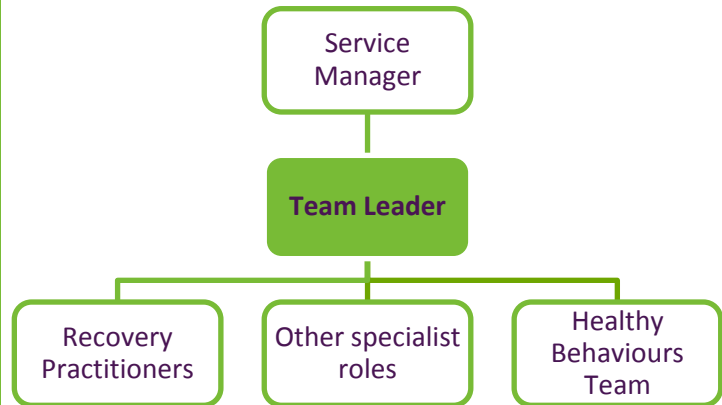 Service
Manager
Team Leader
Recovery
Practitioners
Other specialist
roles
Healthy
Behaviours
Team